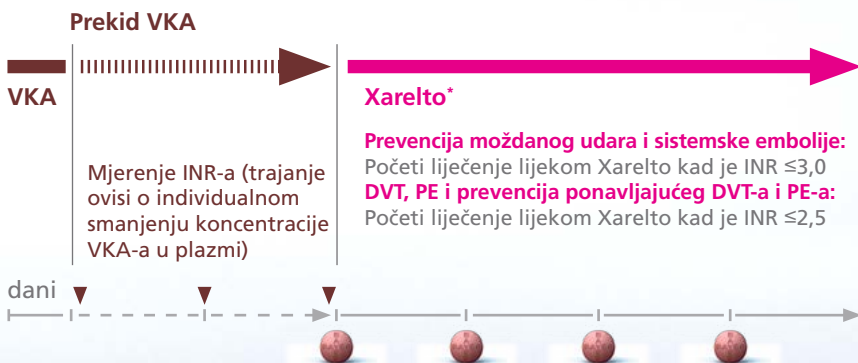 Prekid VKA
VKA
Xarelto*
Mjerenje INR-a (trajanje
ovisi o individualnom
smanjenju koncentracije
VKA-a u plazmi)
Prevencija moždanog udara i sistemske embolije:
Početi liječenje lijekom Xarelto kad je INR ≤3,0
DVT, PE i prevencija ponavljajućeg DVT-a i PE-a:
Početi liječenje lijekom Xarelto kad je INR ≤2,5
dani